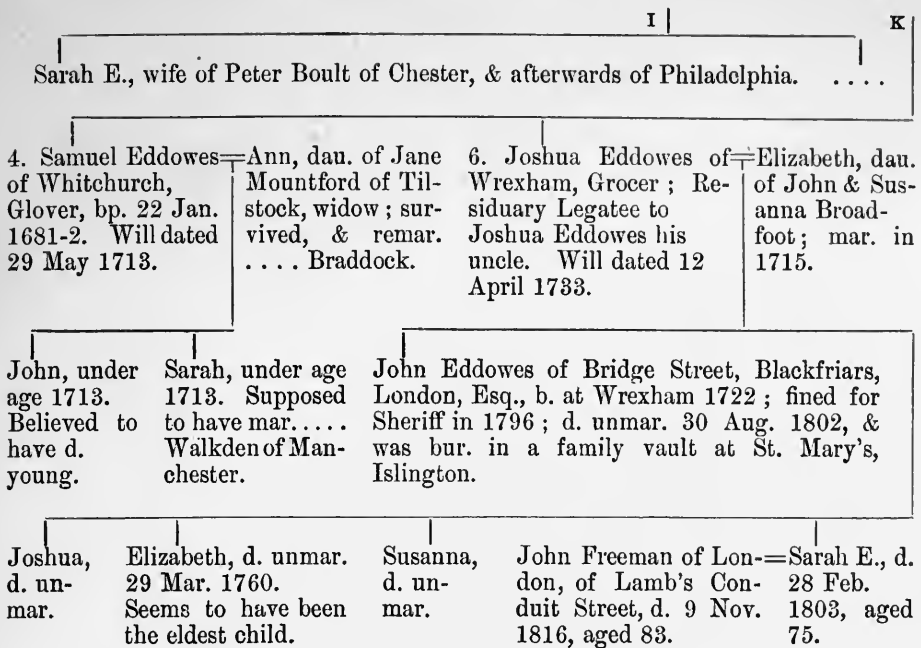 I K
Sarah E., wife of Peter Boult of Chester, & afterwards of Philadelphia. . . . .
4. Samuel Eddowes
of Whitchurch,
Glover, bp. 22 Jan.
1681-2. Will dated
29 May 1713.
Ann, dau. of Jane
Mountford of Til-
stock, widow ; sur-
vived, & remar.
. . . . Braddock.
6. Joshua Eddowes of
Wrexham, Grocer ; Re-
siduary Legatee to
Joshua Eddowes his
uncle. Will dated 12
April 1733.
Elizabeth, dau.
of John & Sus-
anna Broad-
foot ; mar. in
1715.
John, under
age 1713.
Believed to
have d.
young.
Sarah, under age
1713. Supposed
to have mar. . . . .
Walkden of Man-
chester.
John Eddowes of Bridge Street, Blackfriars,
London, Esq., b. at Wrexham 1722 ; fined for
Sheriff in 1796 ; d. unmar. 30 Aug. 1802, &
was bur. in a family vault at St. Mary's,
Islington.
Joshua,
d. un-
mar.
Elizabeth, d. unmar.
29 Mar. 1760.
Seems to have been
the eldest child.
Susanna,
d. un-
mar.
John Freeman of Lon-
don, of Lamb's Con-
duit Street, d. 9 Nov.
1816, aged 83.
=Sarah E., d.
28 Feb.
1803, aged
75.